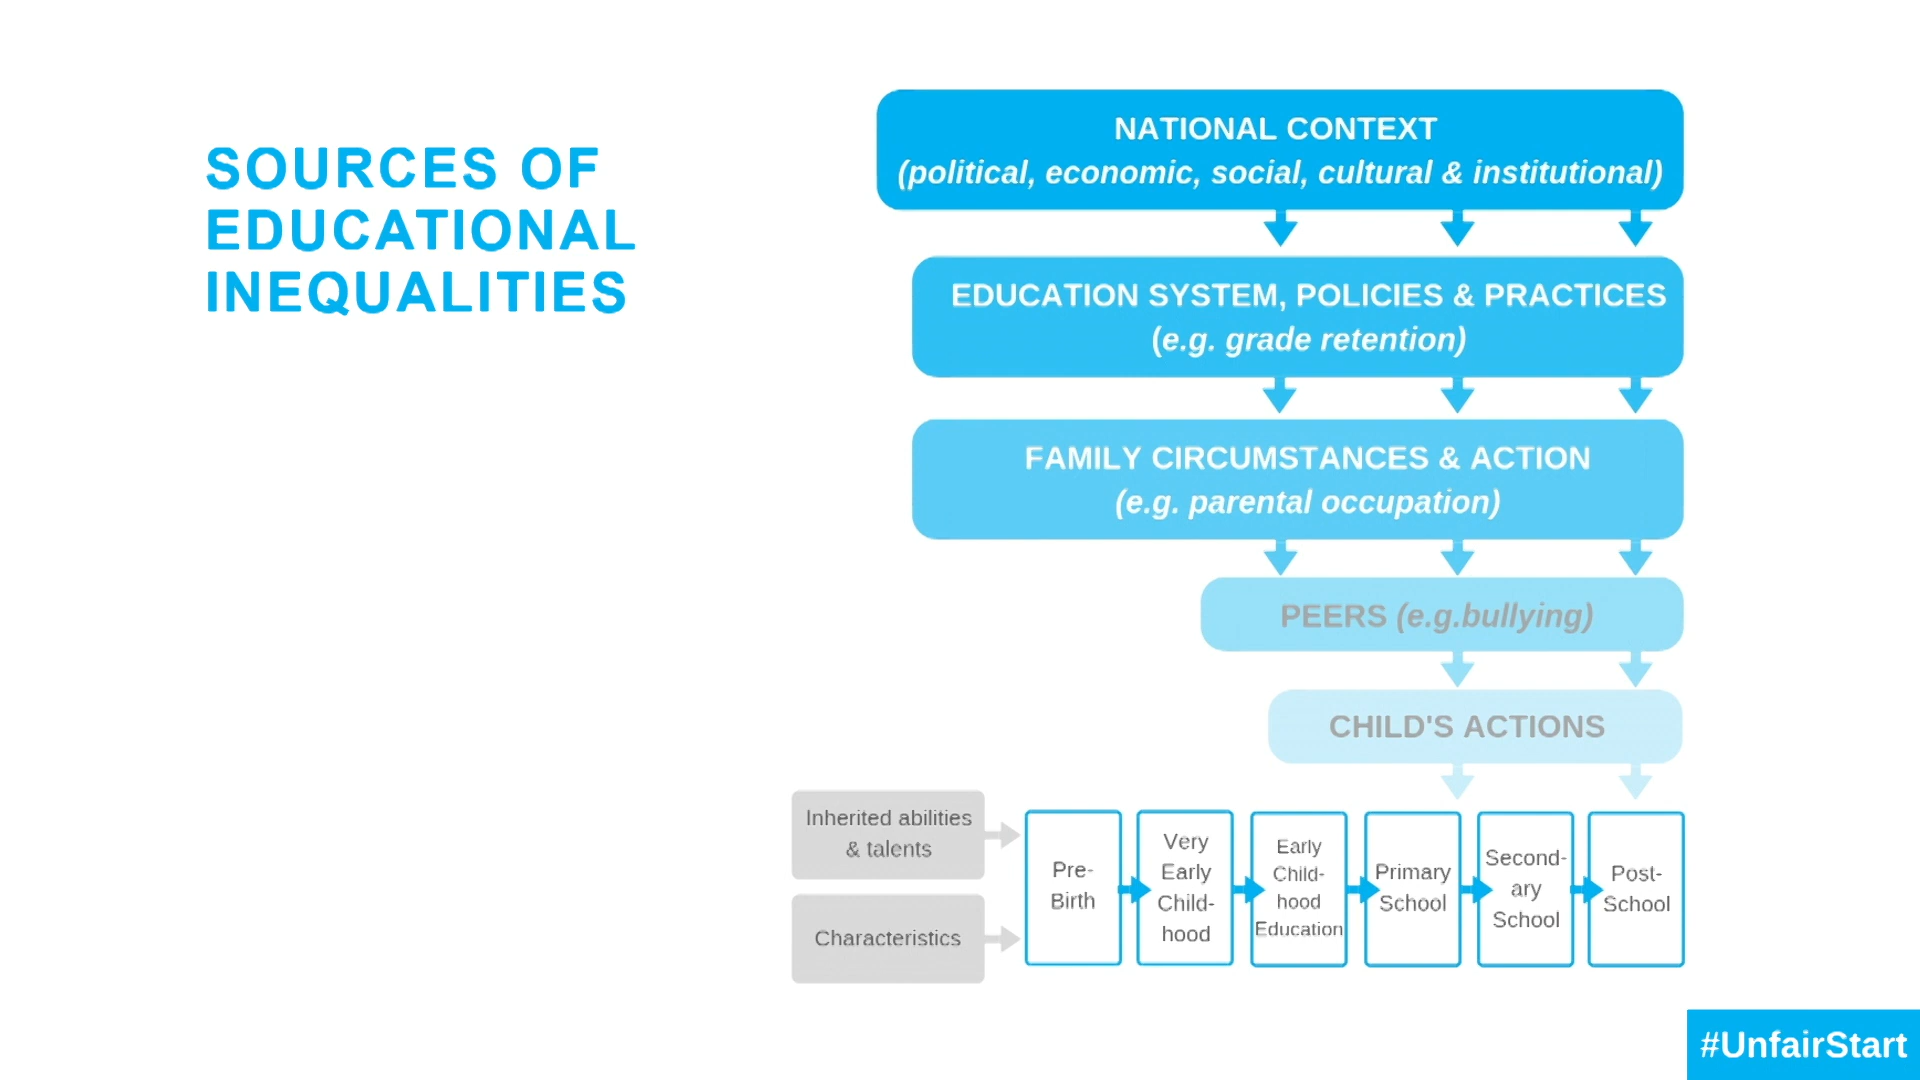 SOURCES OF
EDUCATIONAL
INEQUALITIES
NATIONAL CONTEXT
(political, economic, social, cultural & institutional)
EDUCATION SYSTEM, POLICIES & PRACTICES
(e.g. grade retention)
FAMILY CIRCUMSTANCES & ACTION
(e.g. parental occupation)
PEERS (e.g.bullying)
CHILD'S ACTIONS
Inherited abilities
& talents
Characteristics
Pre-
Birth
Very
Early
Child-
hood
Early
Child-
hood
Education
Primary
School
Second-
ary
School
Post-
School
#UnfairStart